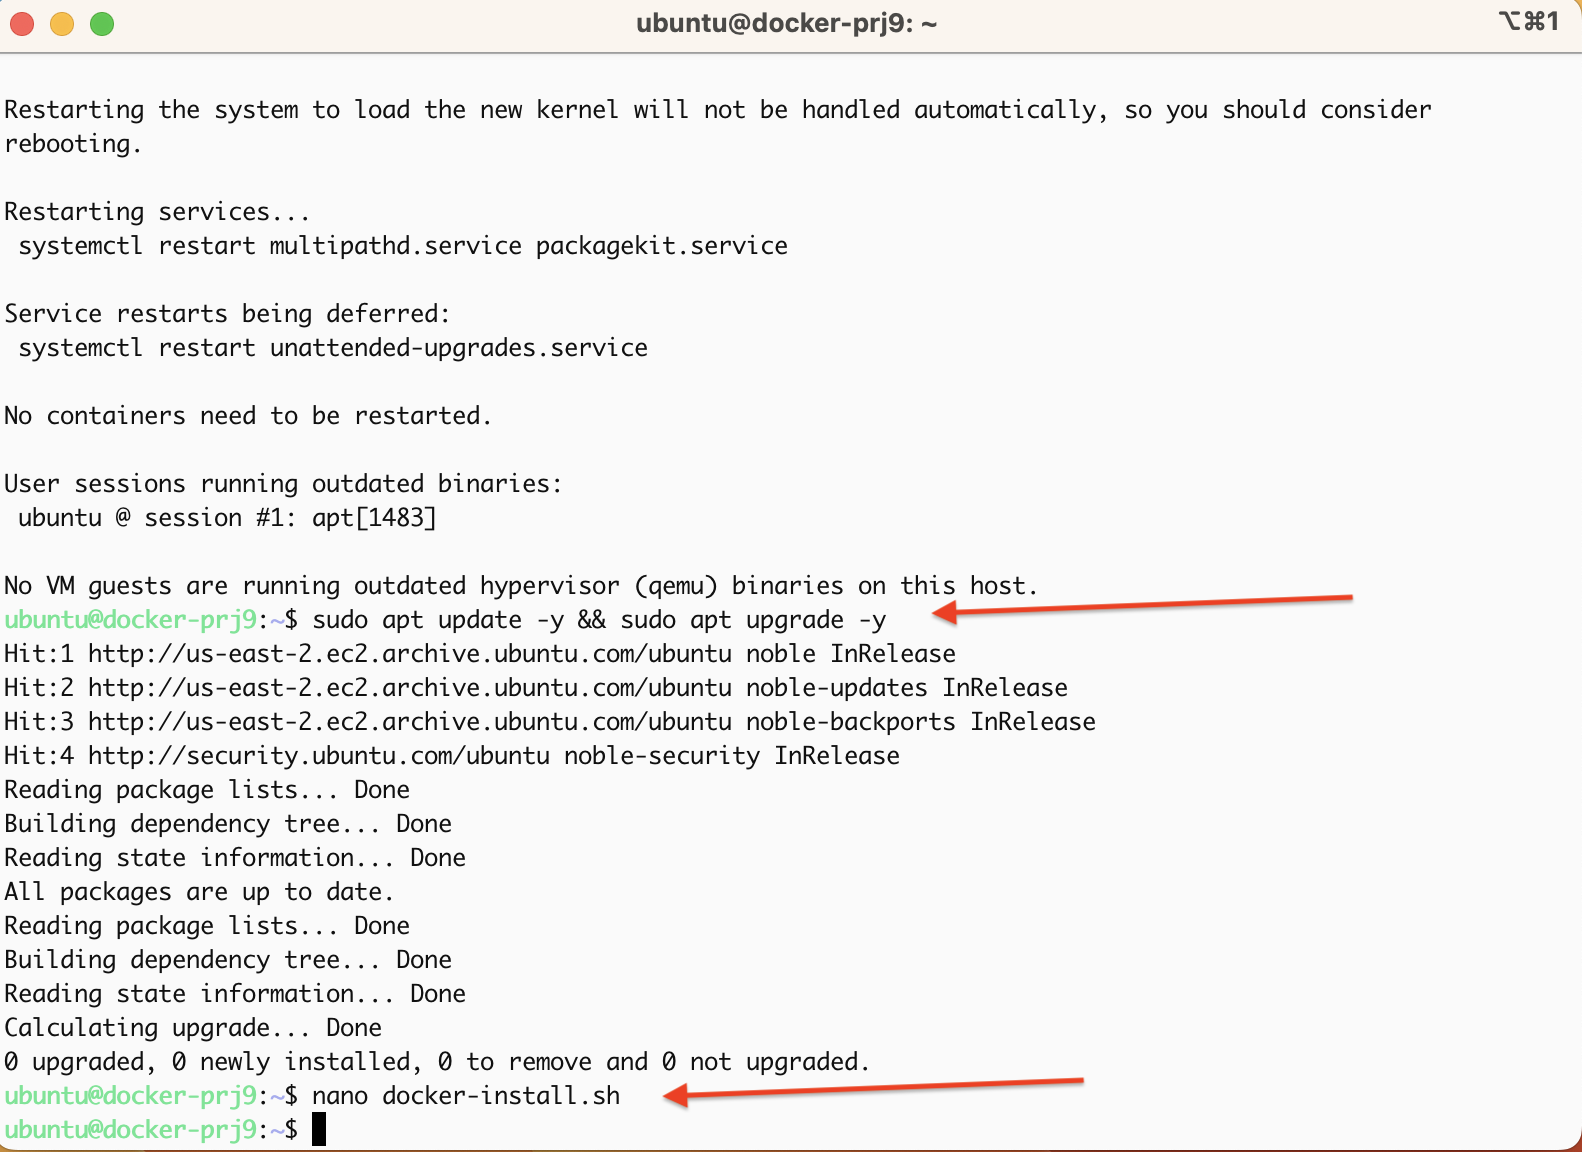 ubuntu@docker-prj9: ~
⌥⌘1
Restarting the system to load the new kernel will not be handled automatically, so you should consider
rebooting.
Restarting services...
systemctl restart multipathd.service packagekit.service
Service restarts being deferred:
systemctl restart unattended-upgrades.service
No containers need to be restarted.
User sessions running outdated binaries:
ubuntu @ session #1: apt[1483]
No VM guests are running outdated hypervisor (qemu) binaries on this host.
ubuntu@docker-prj9:~$ sudo apt update -y && sudo apt upgrade -y
Hit:1 http://us-east-2.ec2.archive.ubuntu.com/ubuntu noble InRelease
Hit:2 http://us-east-2.ec2.archive.ubuntu.com/ubuntu noble-updates InRelease
Hit:3 http://us-east-2.ec2.archive.ubuntu.com/ubuntu noble-backports InRelease
Hit:4 http://security.ubuntu.com/ubuntu noble-security InRelease
Reading package lists... Done
Building dependency tree... Done
Reading state information... Done
All packages are up to date.
Reading package lists... Done
Building dependency tree... Done
Reading state information... Done
Calculating upgrade... Done
0 upgraded, 0 newly installed, 0 to remove and 0 not upgraded.
ubuntu@docker-prj9:~$ nano docker-install.sh
ubuntu@docker-prj9:~$